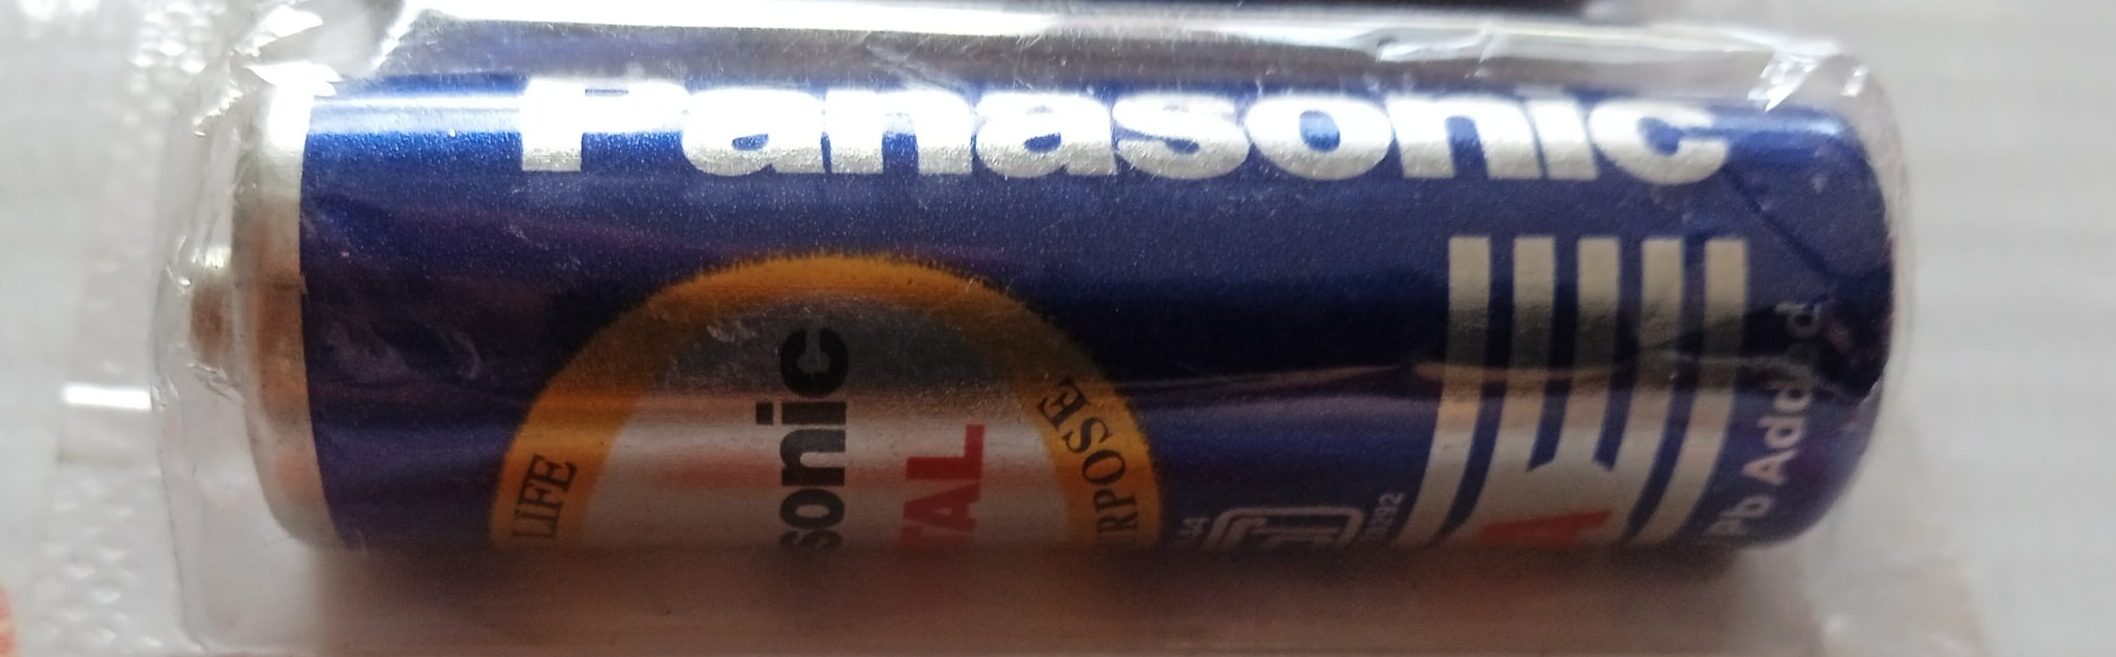 Panasonic
sonic
TAL
LIFE
RPOSE
Pb Added